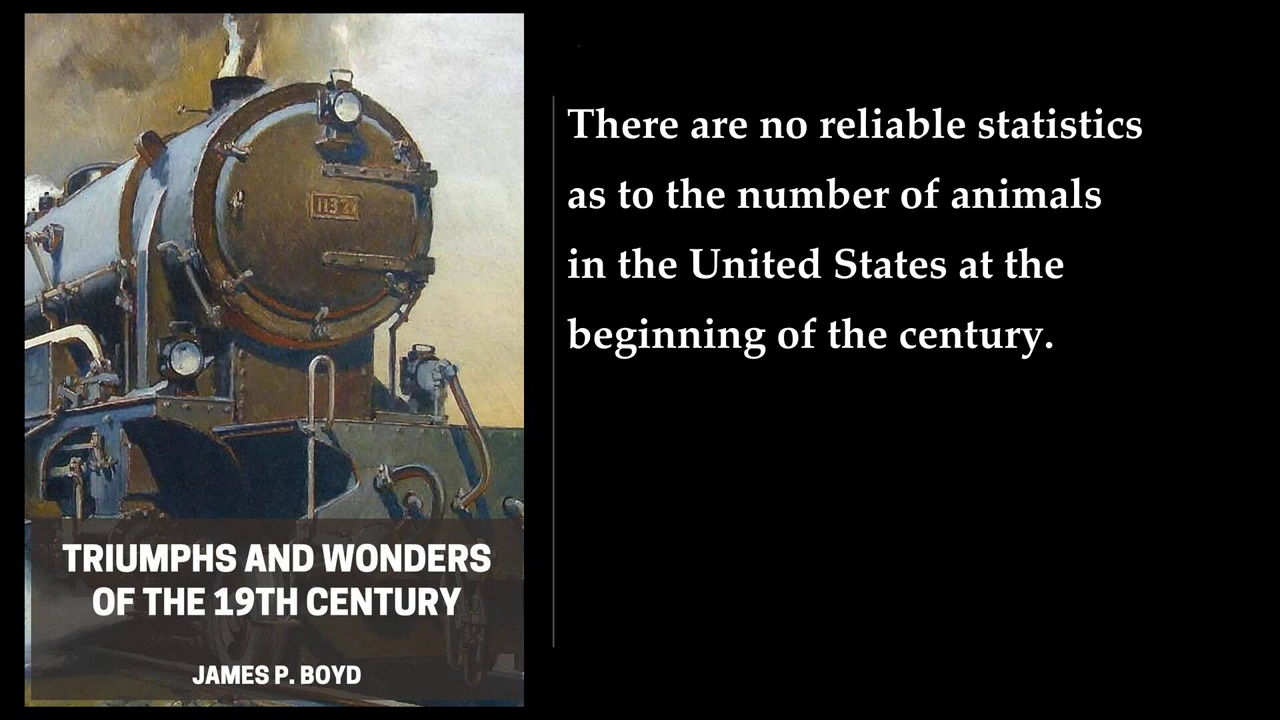 There are no reliable statistics
as to the number of animals
in the United States at the
beginning of the century.
TRIUMPHS AND WONDERS
OF THE 19TH CENTURY
JAMES P. BOYD